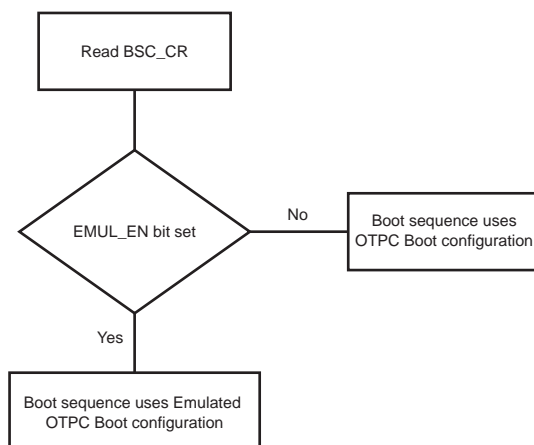 Read BSC_CR
EMUL_EN bit set
No
Boot sequence uses
OTPC Boot configuration
Yes
Boot sequence uses Emulated
OTPC Boot configuration